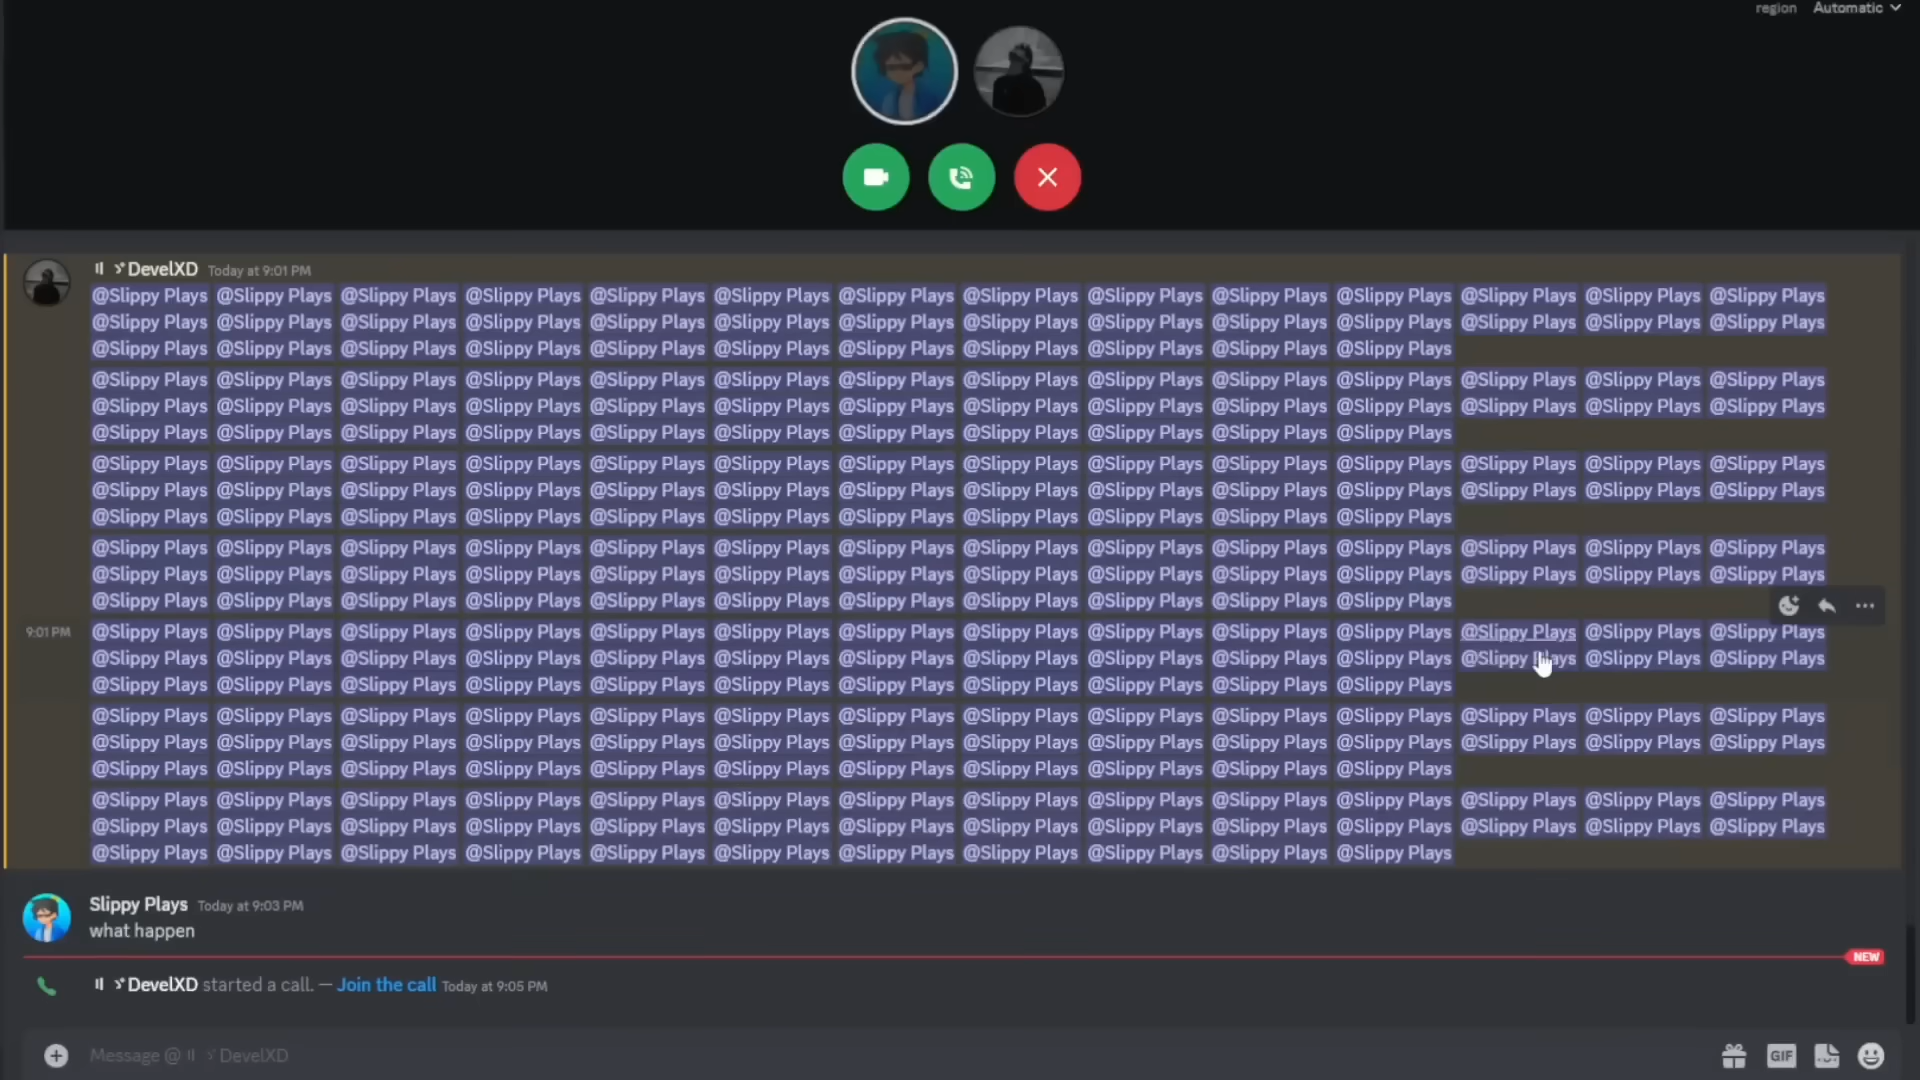 region Automatic
DevelXD Today at 9:01 PM
@Slippy Plays @Slippy Plays @Slippy Plays @Slippy Plays @Slippy Plays @Slippy Plays @Slippy Plays @Slippy Plays @Slippy Plays @Slippy Plays @Slippy Plays @Slippy Plays @Slippy Plays @Slippy Plays
@Slippy Plays @Slippy Plays @Slippy Plays @Slippy Plays @Slippy Plays @Slippy Plays @Slippy Plays @Slippy Plays @Slippy Plays @Slippy Plays @Slippy Plays @Slippy Plays @Slippy Plays @Slippy Plays
@Slippy Plays @Slippy Plays @Slippy Plays @Slippy Plays @Slippy Plays @Slippy Plays @Slippy Plays @Slippy Plays @Slippy Plays @Slippy Plays @Slippy Plays
@Slippy Plays @Slippy Plays @Slippy Plays @Slippy Plays @Slippy Plays @Slippy Plays @Slippy Plays @Slippy Plays @Slippy Plays @Slippy Plays @Slippy Plays @Slippy Plays @Slippy Plays @Slippy Plays
@Slippy Plays @Slippy Plays @Slippy Plays @Slippy Plays @Slippy Plays @Slippy Plays @Slippy Plays @Slippy Plays @Slippy Plays @Slippy Plays @Slippy Plays @Slippy Plays @Slippy Plays @Slippy Plays
@Slippy Plays @Slippy Plays @Slippy Plays @Slippy Plays @Slippy Plays @Slippy Plays @Slippy Plays @Slippy Plays @Slippy Plays @Slippy Plays @Slippy Plays
@Slippy Plays @Slippy Plays @Slippy Plays @Slippy Plays @Slippy Plays @Slippy Plays @Slippy Plays @Slippy Plays @Slippy Plays @Slippy Plays @Slippy Plays @Slippy Plays @Slippy Plays @Slippy Plays
@Slippy Plays @Slippy Plays @Slippy Plays @Slippy Plays @Slippy Plays @Slippy Plays @Slippy Plays @Slippy Plays @Slippy Plays @Slippy Plays @Slippy Plays @Slippy Plays @Slippy Plays @Slippy Plays
@Slippy Plays @Slippy Plays @Slippy Plays @Slippy Plays @Slippy Plays @Slippy Plays @Slippy Plays @Slippy Plays @Slippy Plays @Slippy Plays @Slippy Plays
@Slippy Plays @Slippy Plays @Slippy Plays @Slippy Plays @Slippy Plays @Slippy Plays @Slippy Plays @Slippy Plays @Slippy Plays @Slippy Plays @Slippy Plays @Slippy Plays @Slippy Plays @Slippy Plays
@Slippy Plays @Slippy Plays @Slippy Plays @Slippy Plays @Slippy Plays @Slippy Plays @Slippy Plays @Slippy Plays @Slippy Plays @Slippy Plays @Slippy Plays @Slippy Plays @Slippy Plays @Slippy Plays
@Slippy Plays @Slippy Plays @Slippy Plays @Slippy Plays @Slippy Plays @Slippy Plays @Slippy Plays @Slippy Plays @Slippy Plays @Slippy Plays @Slippy Plays
9:01 PM @Slippy Plays @Slippy Plays @Slippy Plays @Slippy Plays @Slippy Plays @Slippy Plays @Slippy Plays @Slippy Plays @Slippy Plays @Slippy Plays @Slippy Plays @Slippy Plays @Slippy Plays @Slippy Plays
@Slippy Plays @Slippy Plays @Slippy Plays @Slippy Plays @Slippy Plays @Slippy Plays @Slippy Plays @Slippy Plays @Slippy Plays @Slippy Plays @Slippy Plays @Slippy Plays @Slippy Plays @Slippy Plays
@Slippy Plays @Slippy Plays @Slippy Plays @Slippy Plays @Slippy Plays @Slippy Plays @Slippy Plays @Slippy Plays @Slippy Plays @Slippy Plays @Slippy Plays
@Slippy Plays @Slippy Plays @Slippy Plays @Slippy Plays @Slippy Plays @Slippy Plays @Slippy Plays @Slippy Plays @Slippy Plays @Slippy Plays @Slippy Plays @Slippy Plays @Slippy Plays @Slippy Plays
@Slippy Plays @Slippy Plays @Slippy Plays @Slippy Plays @Slippy Plays @Slippy Plays @Slippy Plays @Slippy Plays @Slippy Plays @Slippy Plays @Slippy Plays @Slippy Plays @Slippy Plays @Slippy Plays
@Slippy Plays @Slippy Plays @Slippy Plays @Slippy Plays @Slippy Plays @Slippy Plays @Slippy Plays @Slippy Plays @Slippy Plays @Slippy Plays @Slippy Plays
@Slippy Plays @Slippy Plays @Slippy Plays @Slippy Plays @Slippy Plays @Slippy Plays @Slippy Plays @Slippy Plays @Slippy Plays @Slippy Plays @Slippy Plays @Slippy Plays @Slippy Plays @Slippy Plays
@Slippy Plays @Slippy Plays @Slippy Plays @Slippy Plays @Slippy Plays @Slippy Plays @Slippy Plays @Slippy Plays @Slippy Plays @Slippy Plays @Slippy Plays @Slippy Plays @Slippy Plays @Slippy Plays
@Slippy Plays @Slippy Plays @Slippy Plays @Slippy Plays @Slippy Plays @Slippy Plays @Slippy Plays @Slippy Plays @Slippy Plays @Slippy Plays @Slippy Plays
Slippy Plays Today at 9:03 PM
what happen
NEW
DevelXD started a call. — Join the call Today at 9:05 PM
Message @ DevelXD
GIF